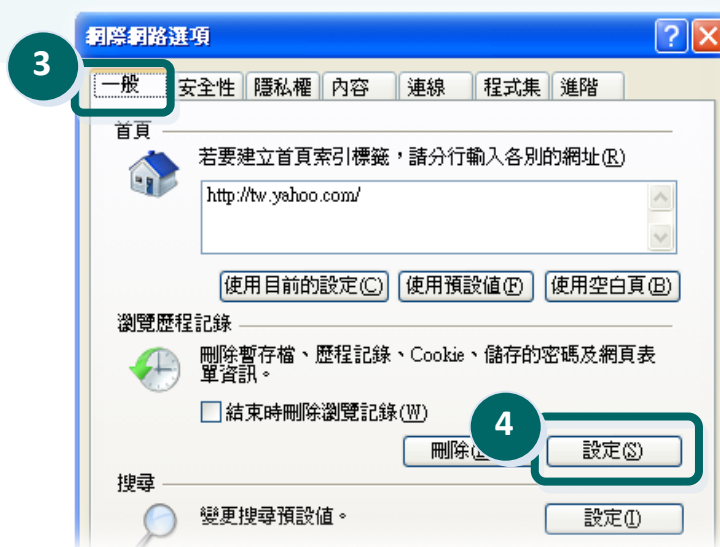 3
網際網路選項
一般 安全性 隱私權 內容 連線 程式集 進階
首頁
若要建立首頁索引標籤，請分行輸入各別的網址(R)
http://tw.yahoo.com/
使用目前的設定(C) 使用預設值(F) 使用空白頁(B)
瀏覽歷程記錄
刪除暫存檔、歷程記錄、Cookie、儲存的密碼及網頁表
單資訊。
結束時刪除瀏覽記錄(W)
4
刪除 設定(S)
搜尋
變更搜尋預設值。 設定(I)